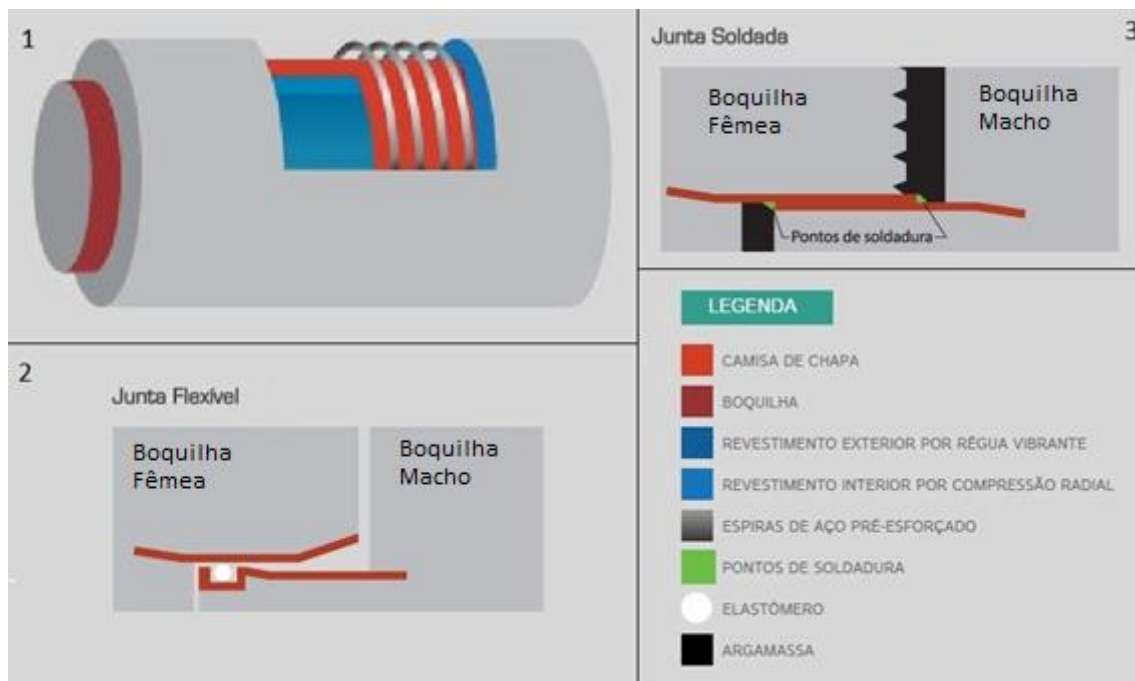 1
2
Junta Flexível
Boquilha
Fêmea
Boquilha
Macho
Junta Soldada
3
Boquilha
Fêmea
Boquilha
Macho
Pontos de soldadura
LEGENDA
CAMISA DE CHAPA
BOQUILHA
REVESTIMENTO EXTERIOR POR RÉGUA VIBRANTE
REVESTIMENTO INTERIOR POR COMPRESSÃO RADIAL
ESPIRAS DE AÇO PRÉ-ESFORÇADO
PONTOS DE SOLDADURA
ELASTÓMERO
ARGAMASSA